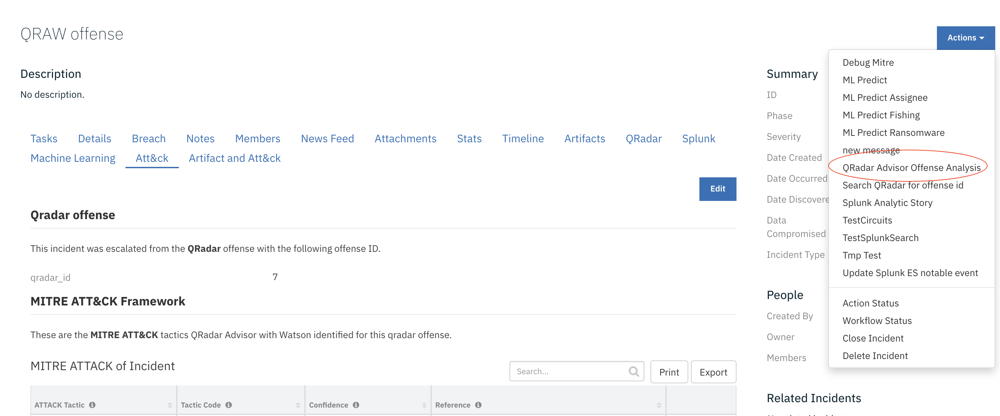 QRAW offense
Actions
Description
No description.
Tasks Details Breach Notes Members News Feed Attachments Stats Timeline Artifacts QRadar Splunk
Machine Learning Att&ck Artifact and Att&ck
Edit
Qradar offense
This incident was escalated from the QRadar offense with the following offense ID.
qradar_id 7
MITRE ATT&CK Framework
These are the MITRE ATT&CK tactics QRadar Advisor with Watson identified for this qradar offense.
MITRE ATTACK of Incident
Search... Print Export
ATTACK Tactic Tactic Code Confidence Reference
Summary
ID
Phase
Severity
Date Created
Date Occurred
Date Discovere
Data
Compromised
Incident Type
People
Created By
Owner
Members
Related Incidents
Debug Mitre
ML Predict
ML Predict Assignee
ML Predict Fishing
ML Predict Ransomware
new message
QRadar Advisor Offense Analysis
Search QRadar for offense id
Splunk Analytic Story
TestCircuits
TestSplunkSearch
Tmp Test
Update Splunk ES notable event
Action Status
Workflow Status
Close Incident
Delete Incident